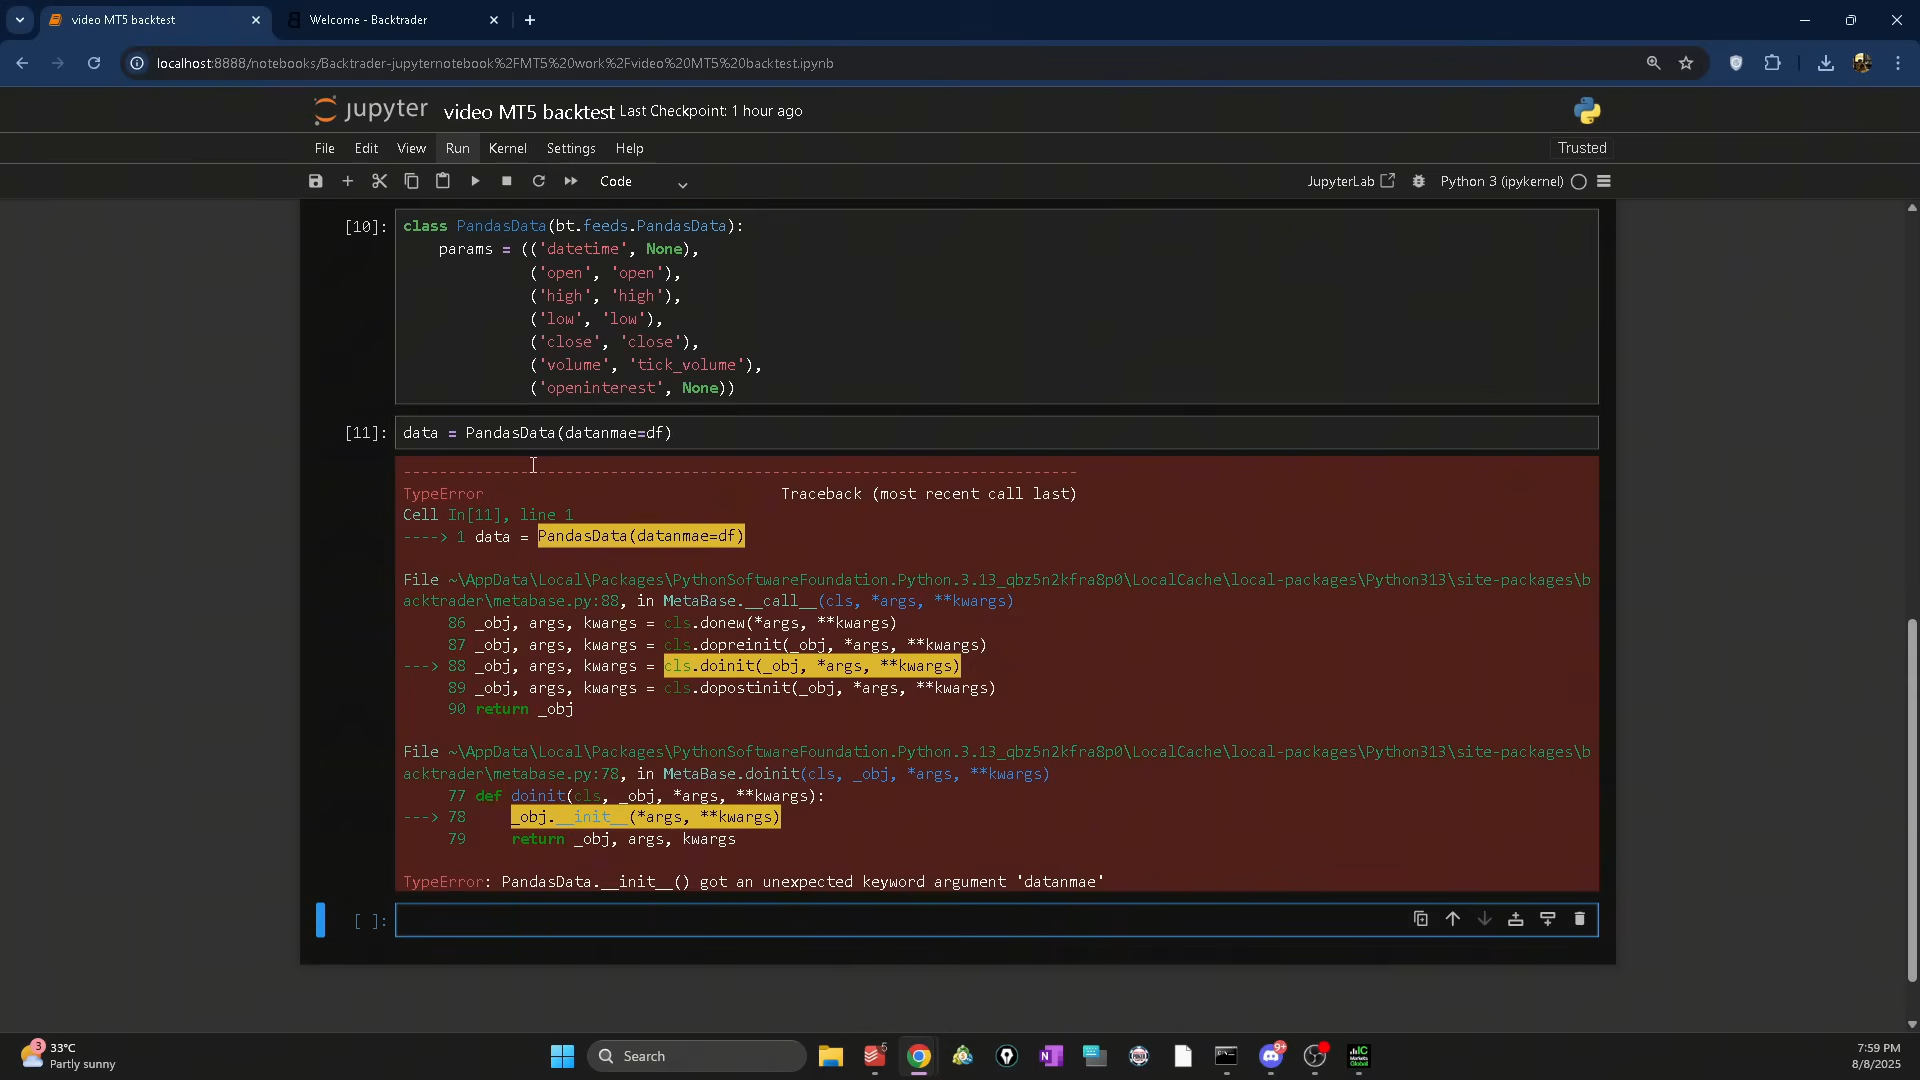 video MT5 backtest
Welcome - Backtrader
localhost:8888/notebooks/Backtrader-jupyternotebook%2FMT5%20work%2Fvideo%20MT5%20backtest.ipynb
jupyter video MT5 backtest Last Checkpoint: 1 hour ago
File Edit View Run Kernel Settings Help Trusted
Code JupyterLab Python 3 (ipykernel)
[10]: class PandasData(bt.feeds.PandasData):
params = (('datetime', None),
('open', 'open'),
('high', 'high'),
('low', 'low'),
('close', 'close'),
('volume', 'tick_volume'),
('openinterest', None))
[11]: data = PandasData(datanmae=df)
---------------------------------------------------------------------------
TypeError Traceback (most recent call last)
Cell In[11], line 1
----> 1 data = PandasData(datanmae=df)
File ~\AppData\Local\Packages\PythonSoftwareFoundation.Python.3.13_qbz5n2kfra8p0\LocalCache\local-packages\Python313\site-packages\b
acktrader\metabase.py:88, in MetaBase.__call__(cls, *args, **kwargs)
86 _obj, args, kwargs = cls.donew(*args, **kwargs)
87 _obj, args, kwargs = cls.dopreinit(_obj, *args, **kwargs)
---> 88 _obj, args, kwargs = cls.doinit(_obj, *args, **kwargs)
89 _obj, args, kwargs = cls.dopostinit(_obj, *args, **kwargs)
90 return _obj
File ~\AppData\Local\Packages\PythonSoftwareFoundation.Python.3.13_qbz5n2kfra8p0\LocalCache\local-packages\Python313\site-packages\b
acktrader\metabase.py:78, in MetaBase.doinit(cls, _obj, *args, **kwargs)
77 def doinit(cls, _obj, *args, **kwargs):
---> 78 _obj.__init__(*args, **kwargs)
79 return _obj, args, kwargs
TypeError: PandasData.__init__() got an unexpected keyword argument 'datanmae'
[ ]:
3
33°C
Partly sunny
Search
5
9+
7:59 PM
8/8/2025